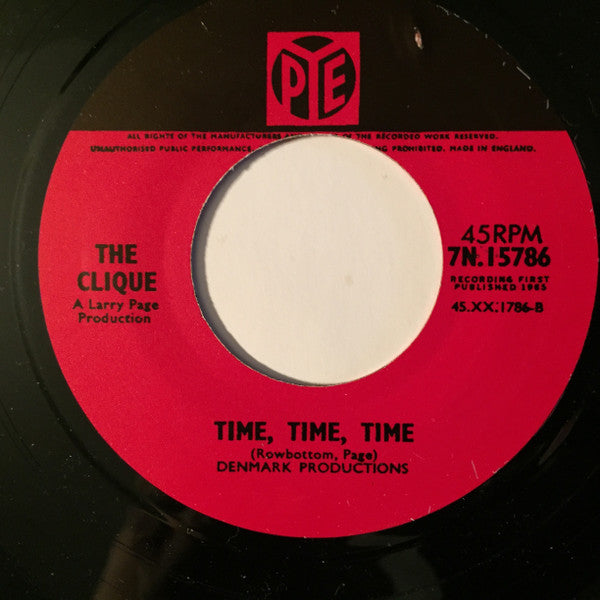 PYE
ALL RIGHTS OF THE MANUFACTURERS OF THE RECORDED WORK RESERVED.
UNAUTHORISED PUBLIC PERFORMANCE, PROHIBITED. MADE IN ENGLAND.
THE
CLIQUE
A Larry Page
Production
45RPM
7N.15786
RECORDING FIRST
PUBLISHED 1965
45.XX.1786-B
TIME, TIME, TIME
(Rowbottom, Page)
DENMARK PRODUCTIONS